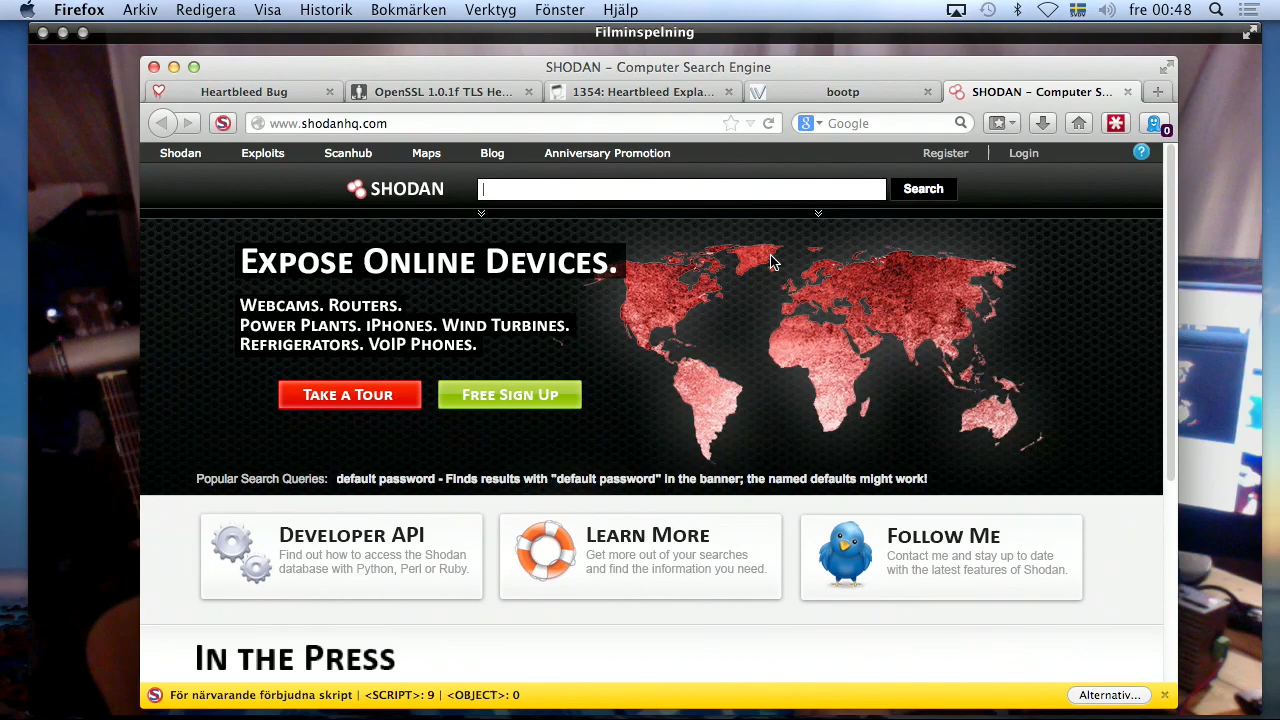 Firefox Arkiv Redigera Visa Historik Bokmärken Verktyg Fönster Hjälp fre 00:48
Filminspelning
SHODAN - Computer Search Engine
Heartbleed Bug OpenSSL 1.0.1f TLS He... 1354: Heartbleed Expla... bootp SHODAN - Computer S...
www.shodanhq.com Google 0
Shodan Exploits Scanhub Maps Blog Anniversary Promotion Register Login
SHODAN Search
Expose Online Devices.
Webcams. Routers.
Power Plants. iPhones. Wind Turbines.
Refrigerators. VoIP Phones.
Take a Tour Free Sign Up
Popular Search Queries: default password - Finds results with "default password" in the banner; the named defaults might work!
Developer API
Find out how to access the Shodan
database with Python, Perl or Ruby.
Learn More
Get more out of your searches
and find the information you need.
Follow Me
Contact me and stay up to date
with the latest features of Shodan.
In the Press
För närvarande förbjudna skript | <SCRIPT>: 9 | <OBJECT>: 0 Alternativ...